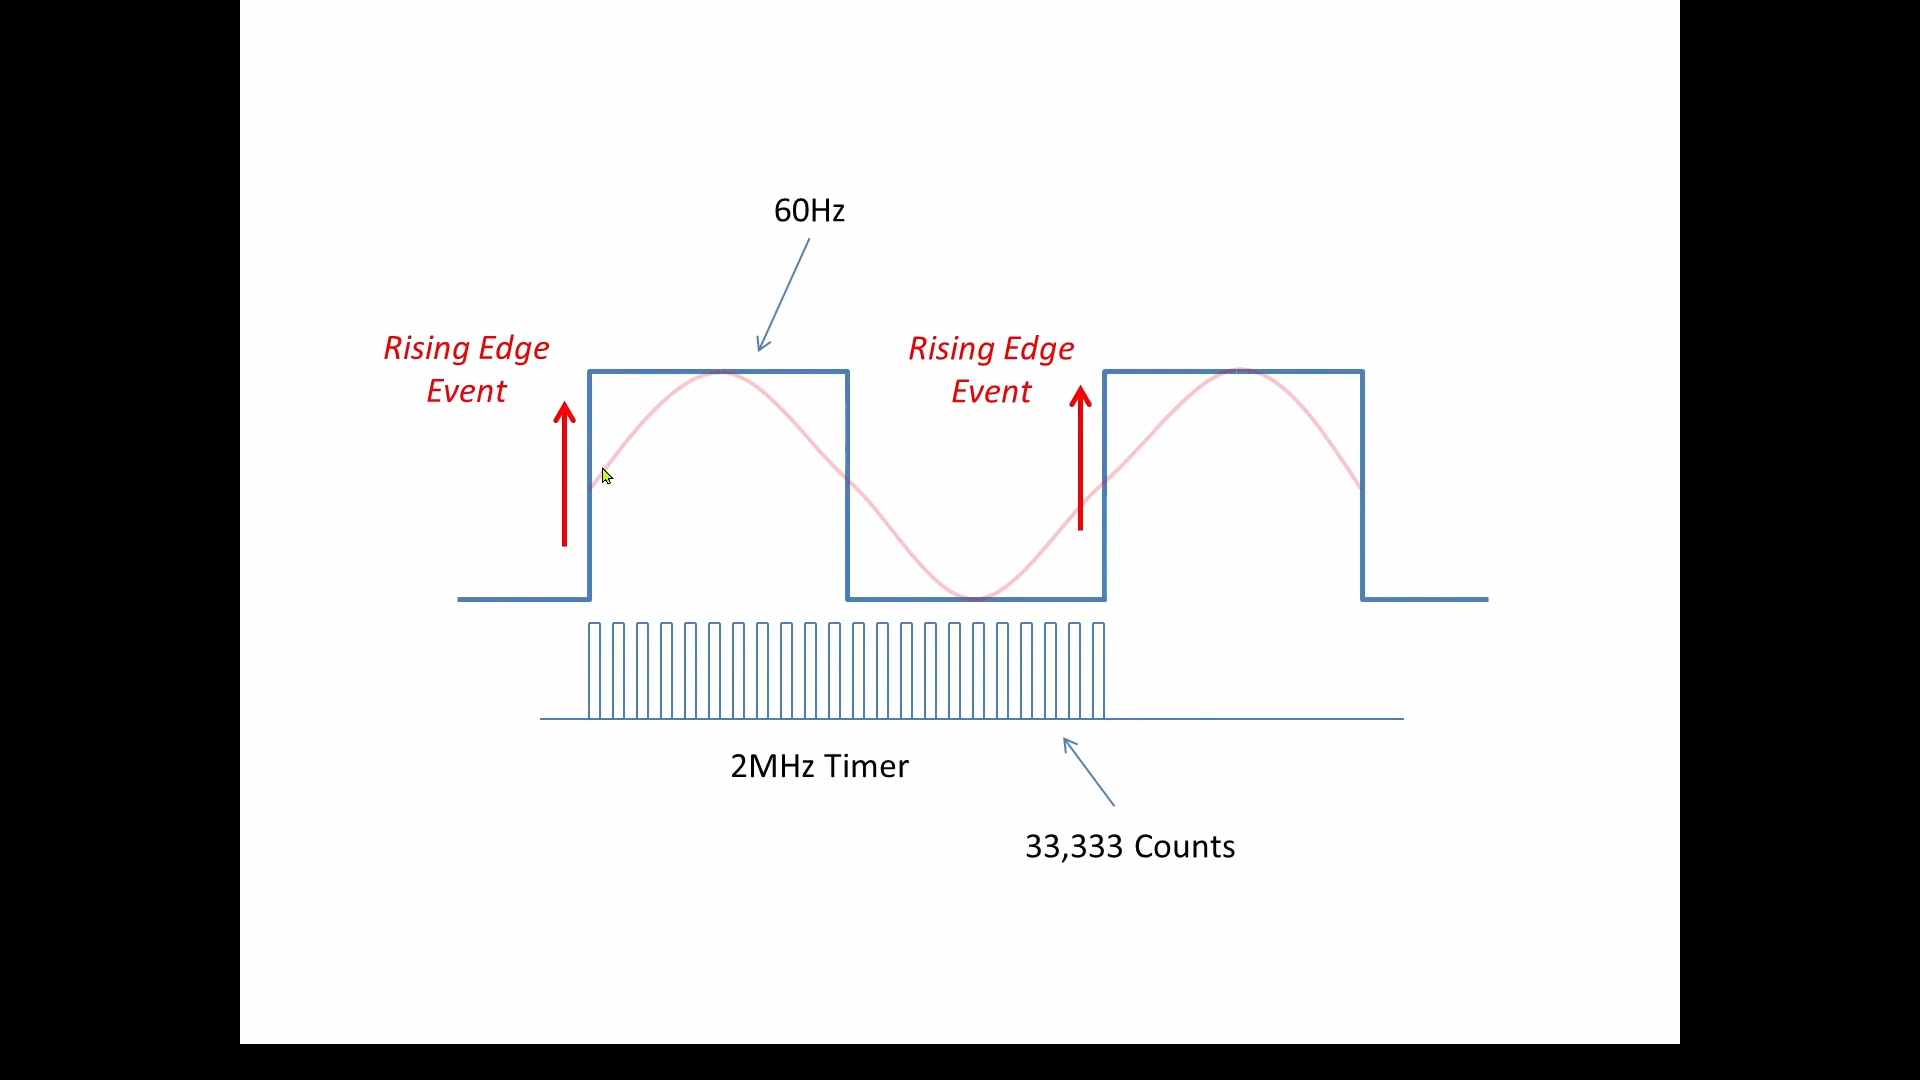 60Hz
Rising Edge
Event
Rising Edge
Event
2MHz Timer
33,333 Counts